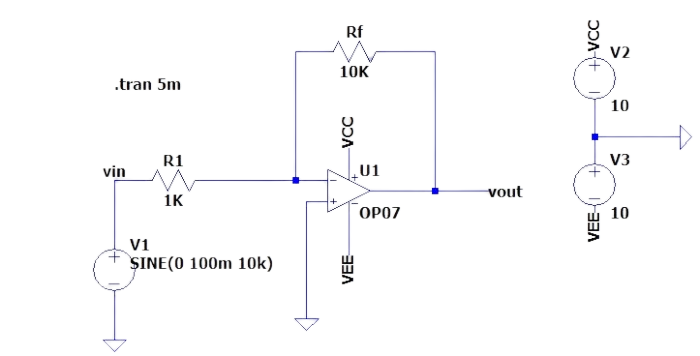 Rf
10K
.tran 5m
vin
R1
1K
VCC
U1
OP07
vout
VEE
V1
SINE(0 100m 10k)
VCC
V2
10
V3
10
VEE